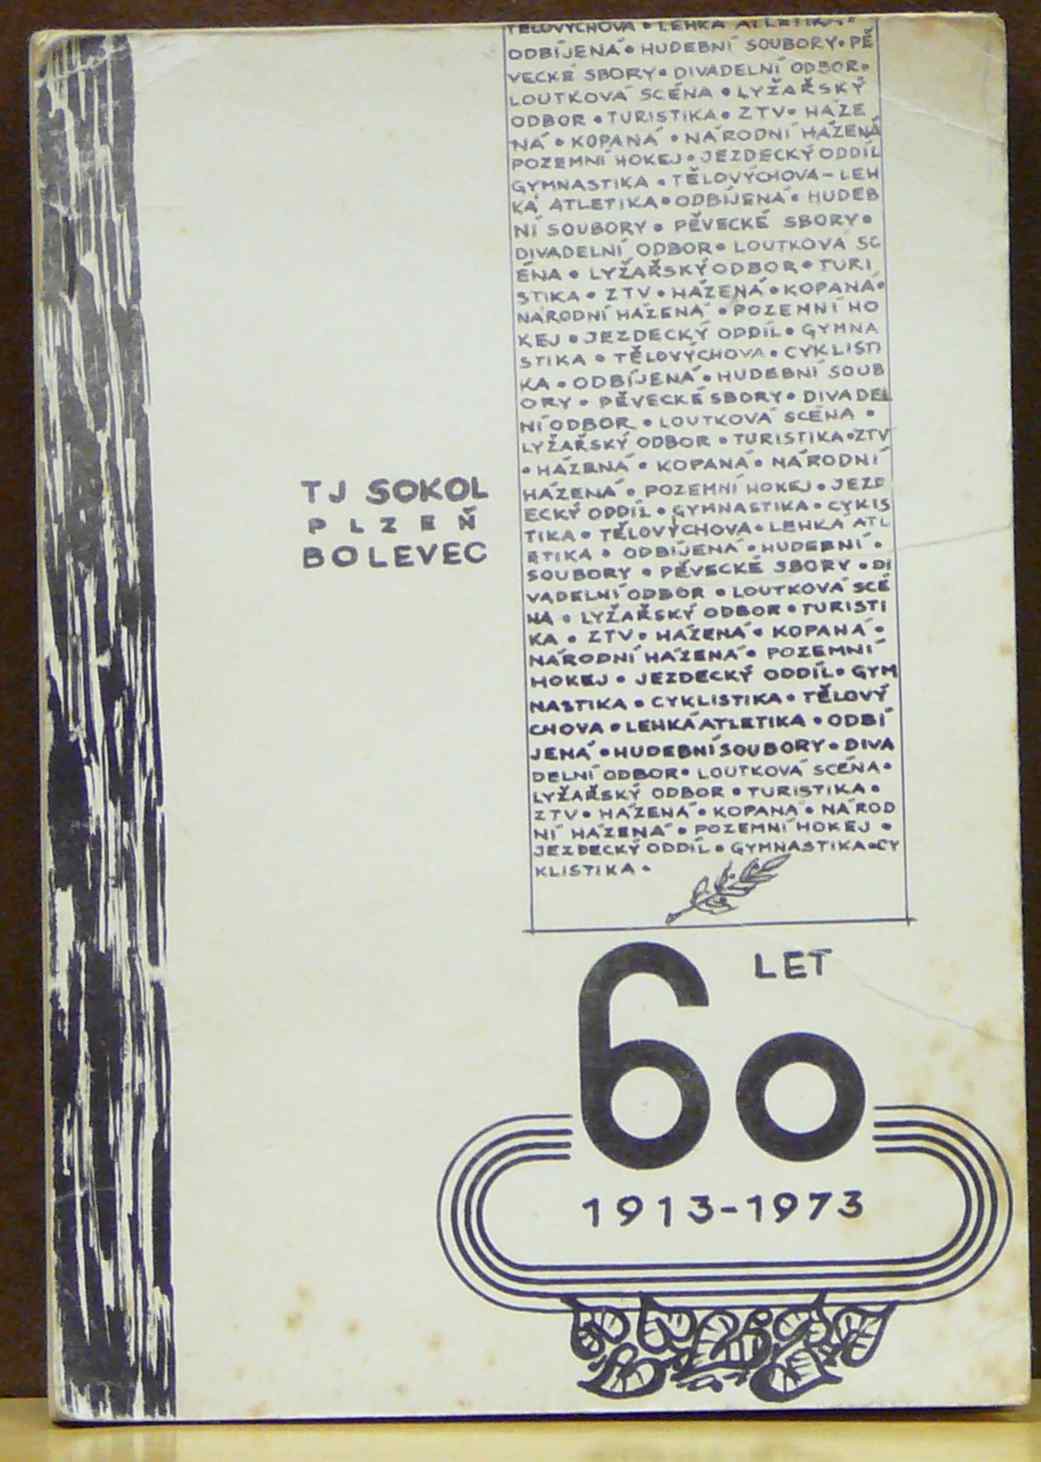 TĚLOVÝCHOVA • LEHKÁ ATLETIKA •
ODBÍJENÁ • HUDEBNÍ SOUBORY • PĚ
VECKÉ SBORY • DIVADELNÍ ODBOR •
LOUTKOVÁ SCÉNA • LYŽAŘSKÝ
ODBOR • TURISTIKA • ZTV • HÁZE
NÁ • KOPANÁ • NÁRODNÍ HÁZENÁ
POZEMNÍ HOKEJ • JEZDECKÝ ODDÍL
GYMNASTIKA • TĚLOVÝCHOVA – LEH
KÁ ATLETIKA • ODBÍJENÁ • HUDEB
NÍ SOUBORY • PĚVECKÉ SBORY •
DIVADELNÍ ODBOR • LOUTKOVÁ SC
ÉNA • LYŽAŘSKÝ ODBOR • TURI
STIKA • ZTV • HÁZENÁ • KOPANÁ •
NÁRODNÍ HÁZENÁ • POZEMNÍ HO
KEJ • JEZDECKÝ ODDÍL • GYMNA
STIKA • TĚLOVÝCHOVA • CYKLISTI
KA • ODBÍJENÁ • HUDEBNÍ SOUB
ORY • PĚVECKÉ SBORY • DIVADEL
NÍ ODBOR • LOUTKOVÁ SCÉNA •
LYŽAŘSKÝ ODBOR • TURISTIKA • ZTV
• HÁZENÁ • KOPANÁ • NÁRODNÍ
HÁZENÁ • POZEMNÍ HOKEJ • JEZD
ECKÝ ODDÍL • GYMNASTIKA • CYKIS
TIKA • TĚLOVÝCHOVA • LEHKÁ ATL
ETIKA • ODBÍJENÁ • HUDEBNÍ •
SOUBORY • PĚVECKÉ SBORY • DI
VADELNÍ ODBOR • LOUTKOVÁ SCÉ
NA • LYŽAŘSKÝ ODBOR • TURISTI
KA • ZTV • HÁZENÁ • KOPANÁ •
NÁRODNÍ HÁZENÁ • POZEMNÍ
HOKEJ • JEZDECKÝ ODDÍL • GYM
NASTIKA • CYKLISTIKA • TĚLOVÝ
CHOVA • LEHKÁ ATLETIKA • ODBÍ
JENÁ • HUDEBNÍ SOUBORY • DIVA
DELNÍ ODBOR • LOUTKOVÁ SCÉNA •
LYŽAŘSKÝ ODBOR • TURISTIKA •
ZTV • HÁZENÁ • KOPANÁ • NÁROD
NÍ HÁZENÁ • POZEMNÍ HOKEJ •
JEZDECKÝ ODDÍL • GYMNASTIKA • CY
KLISTIKA •
TJ SOKOL
PLZEŇ
BOLEVEC
60 LET
1913-1973